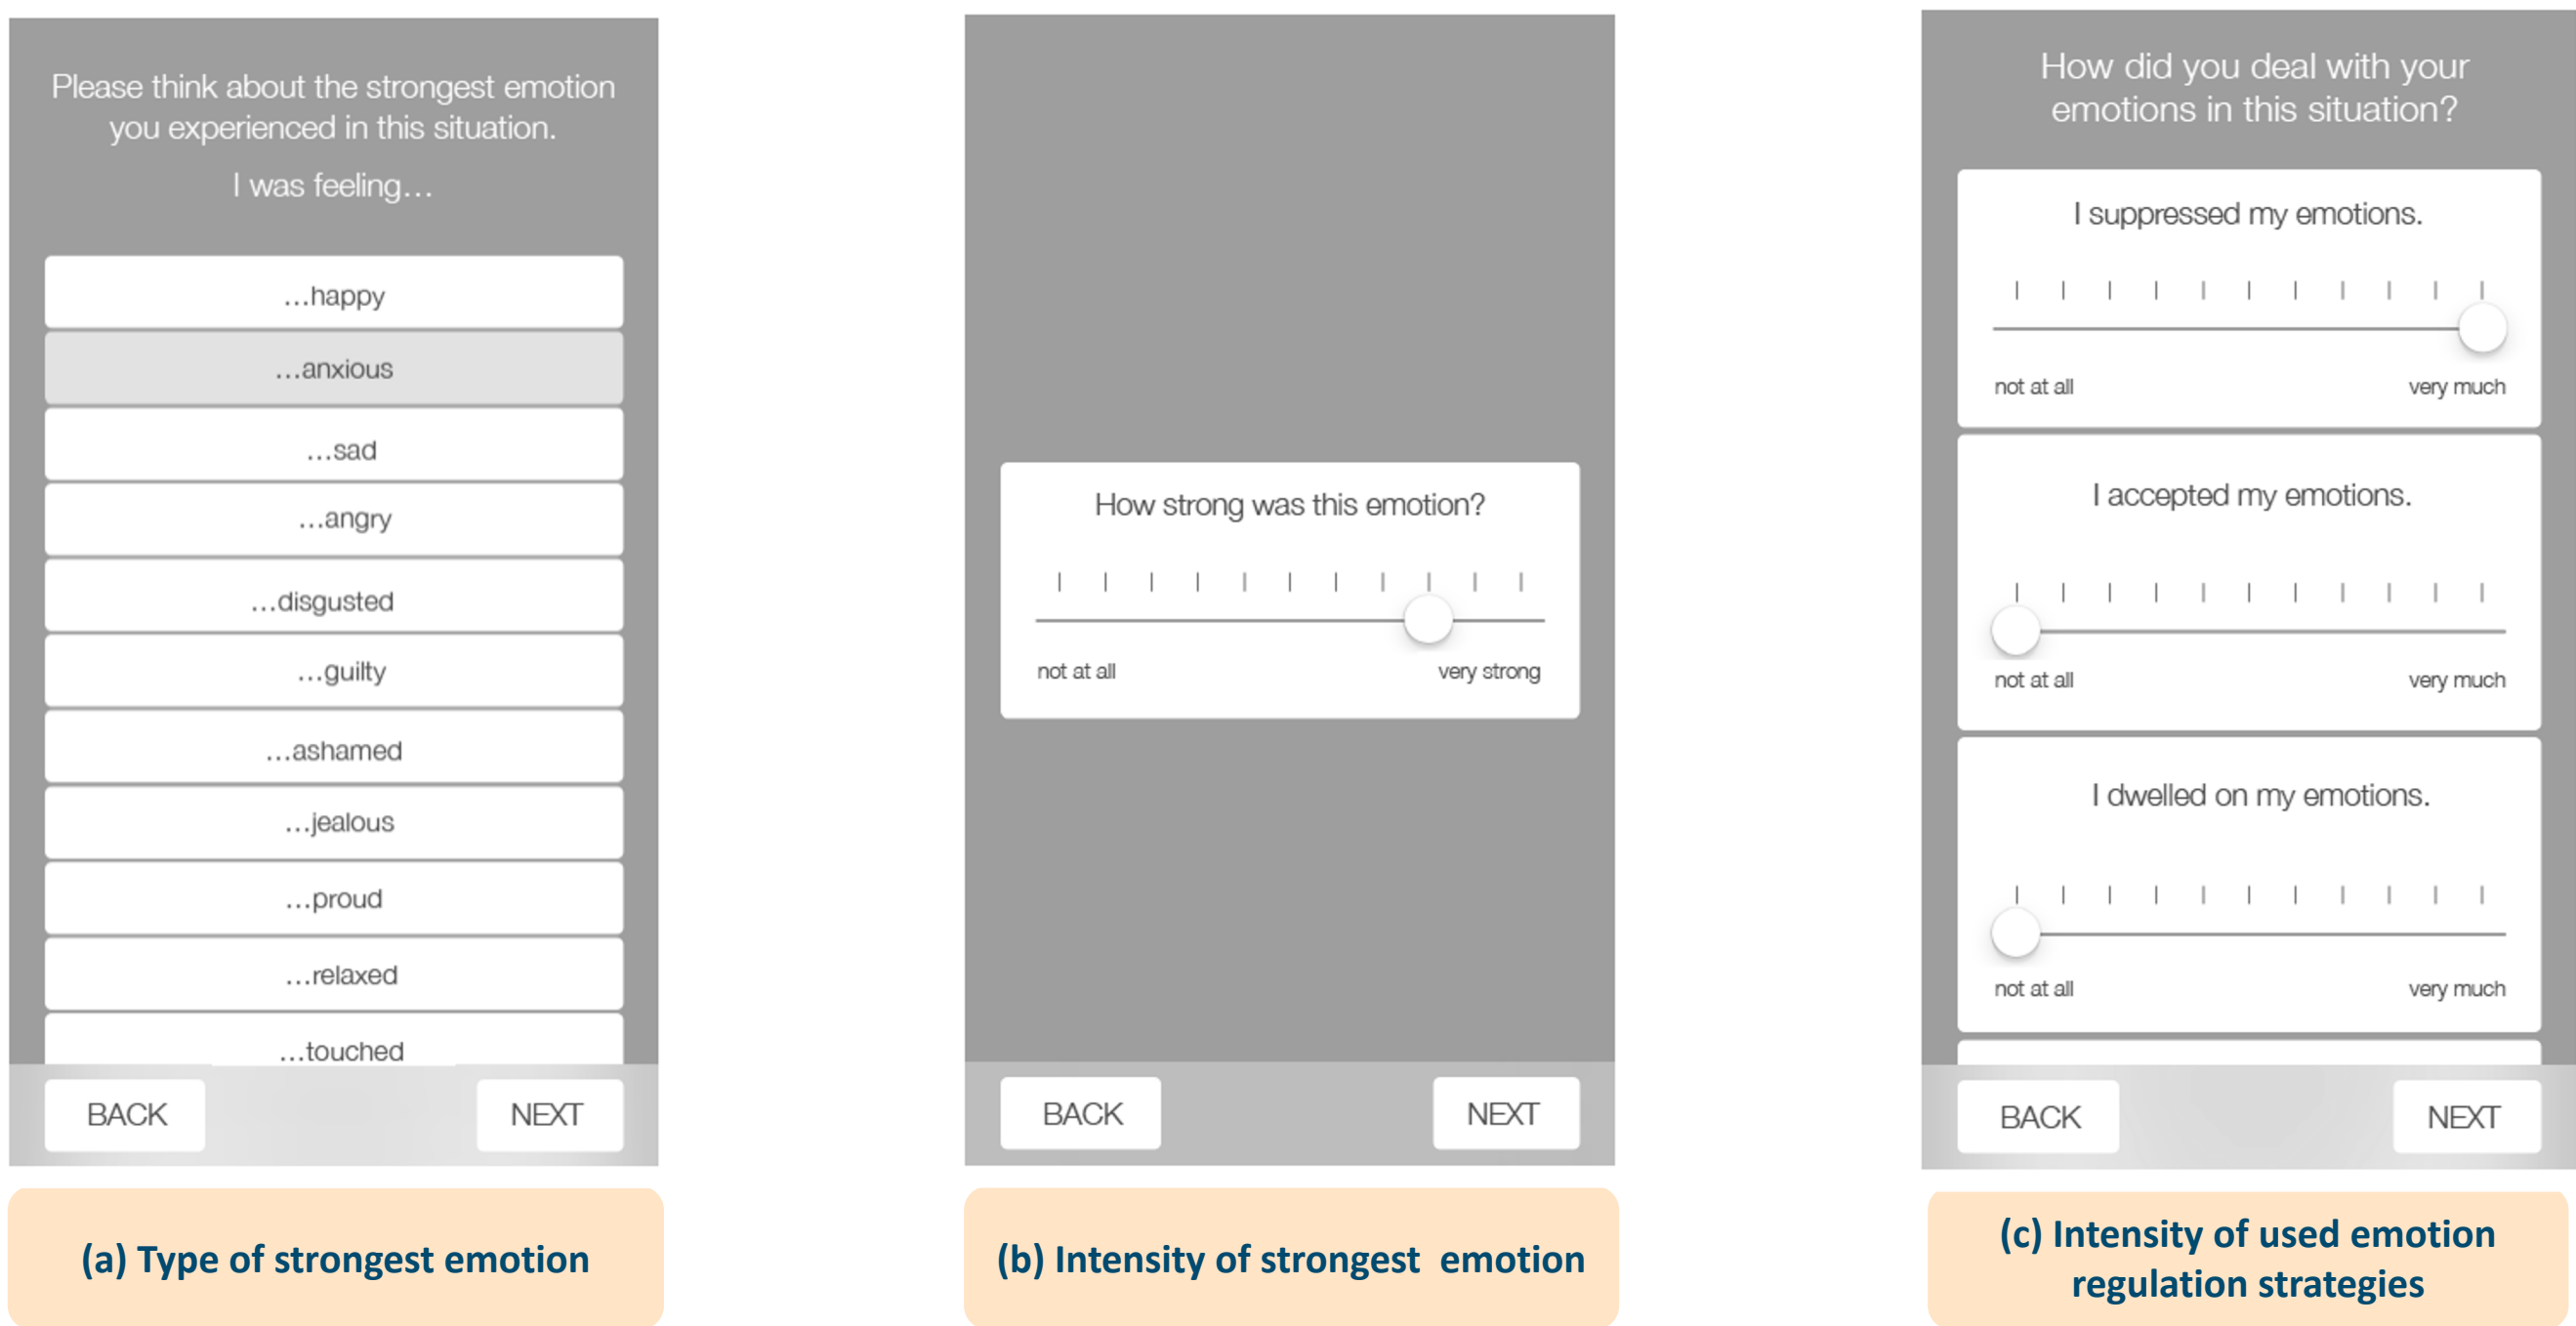 Please think about the strongest emotion
you experienced in this situation.
I was feeling…
…happy
…anxious
…sad
…angry
…disgusted
…guilty
…ashamed
…jealous
…proud
…relaxed
…touched
BACK
NEXT
(a) Type of strongest emotion
How strong was this emotion?
not at all
very strong
BACK
NEXT
(b) Intensity of strongest emotion
How did you deal with your
emotions in this situation?
I suppressed my emotions.
not at all
very much
I accepted my emotions.
not at all
very much
I dwelled on my emotions.
not at all
very much
BACK
NEXT
(c) Intensity of used emotion
regulation strategies